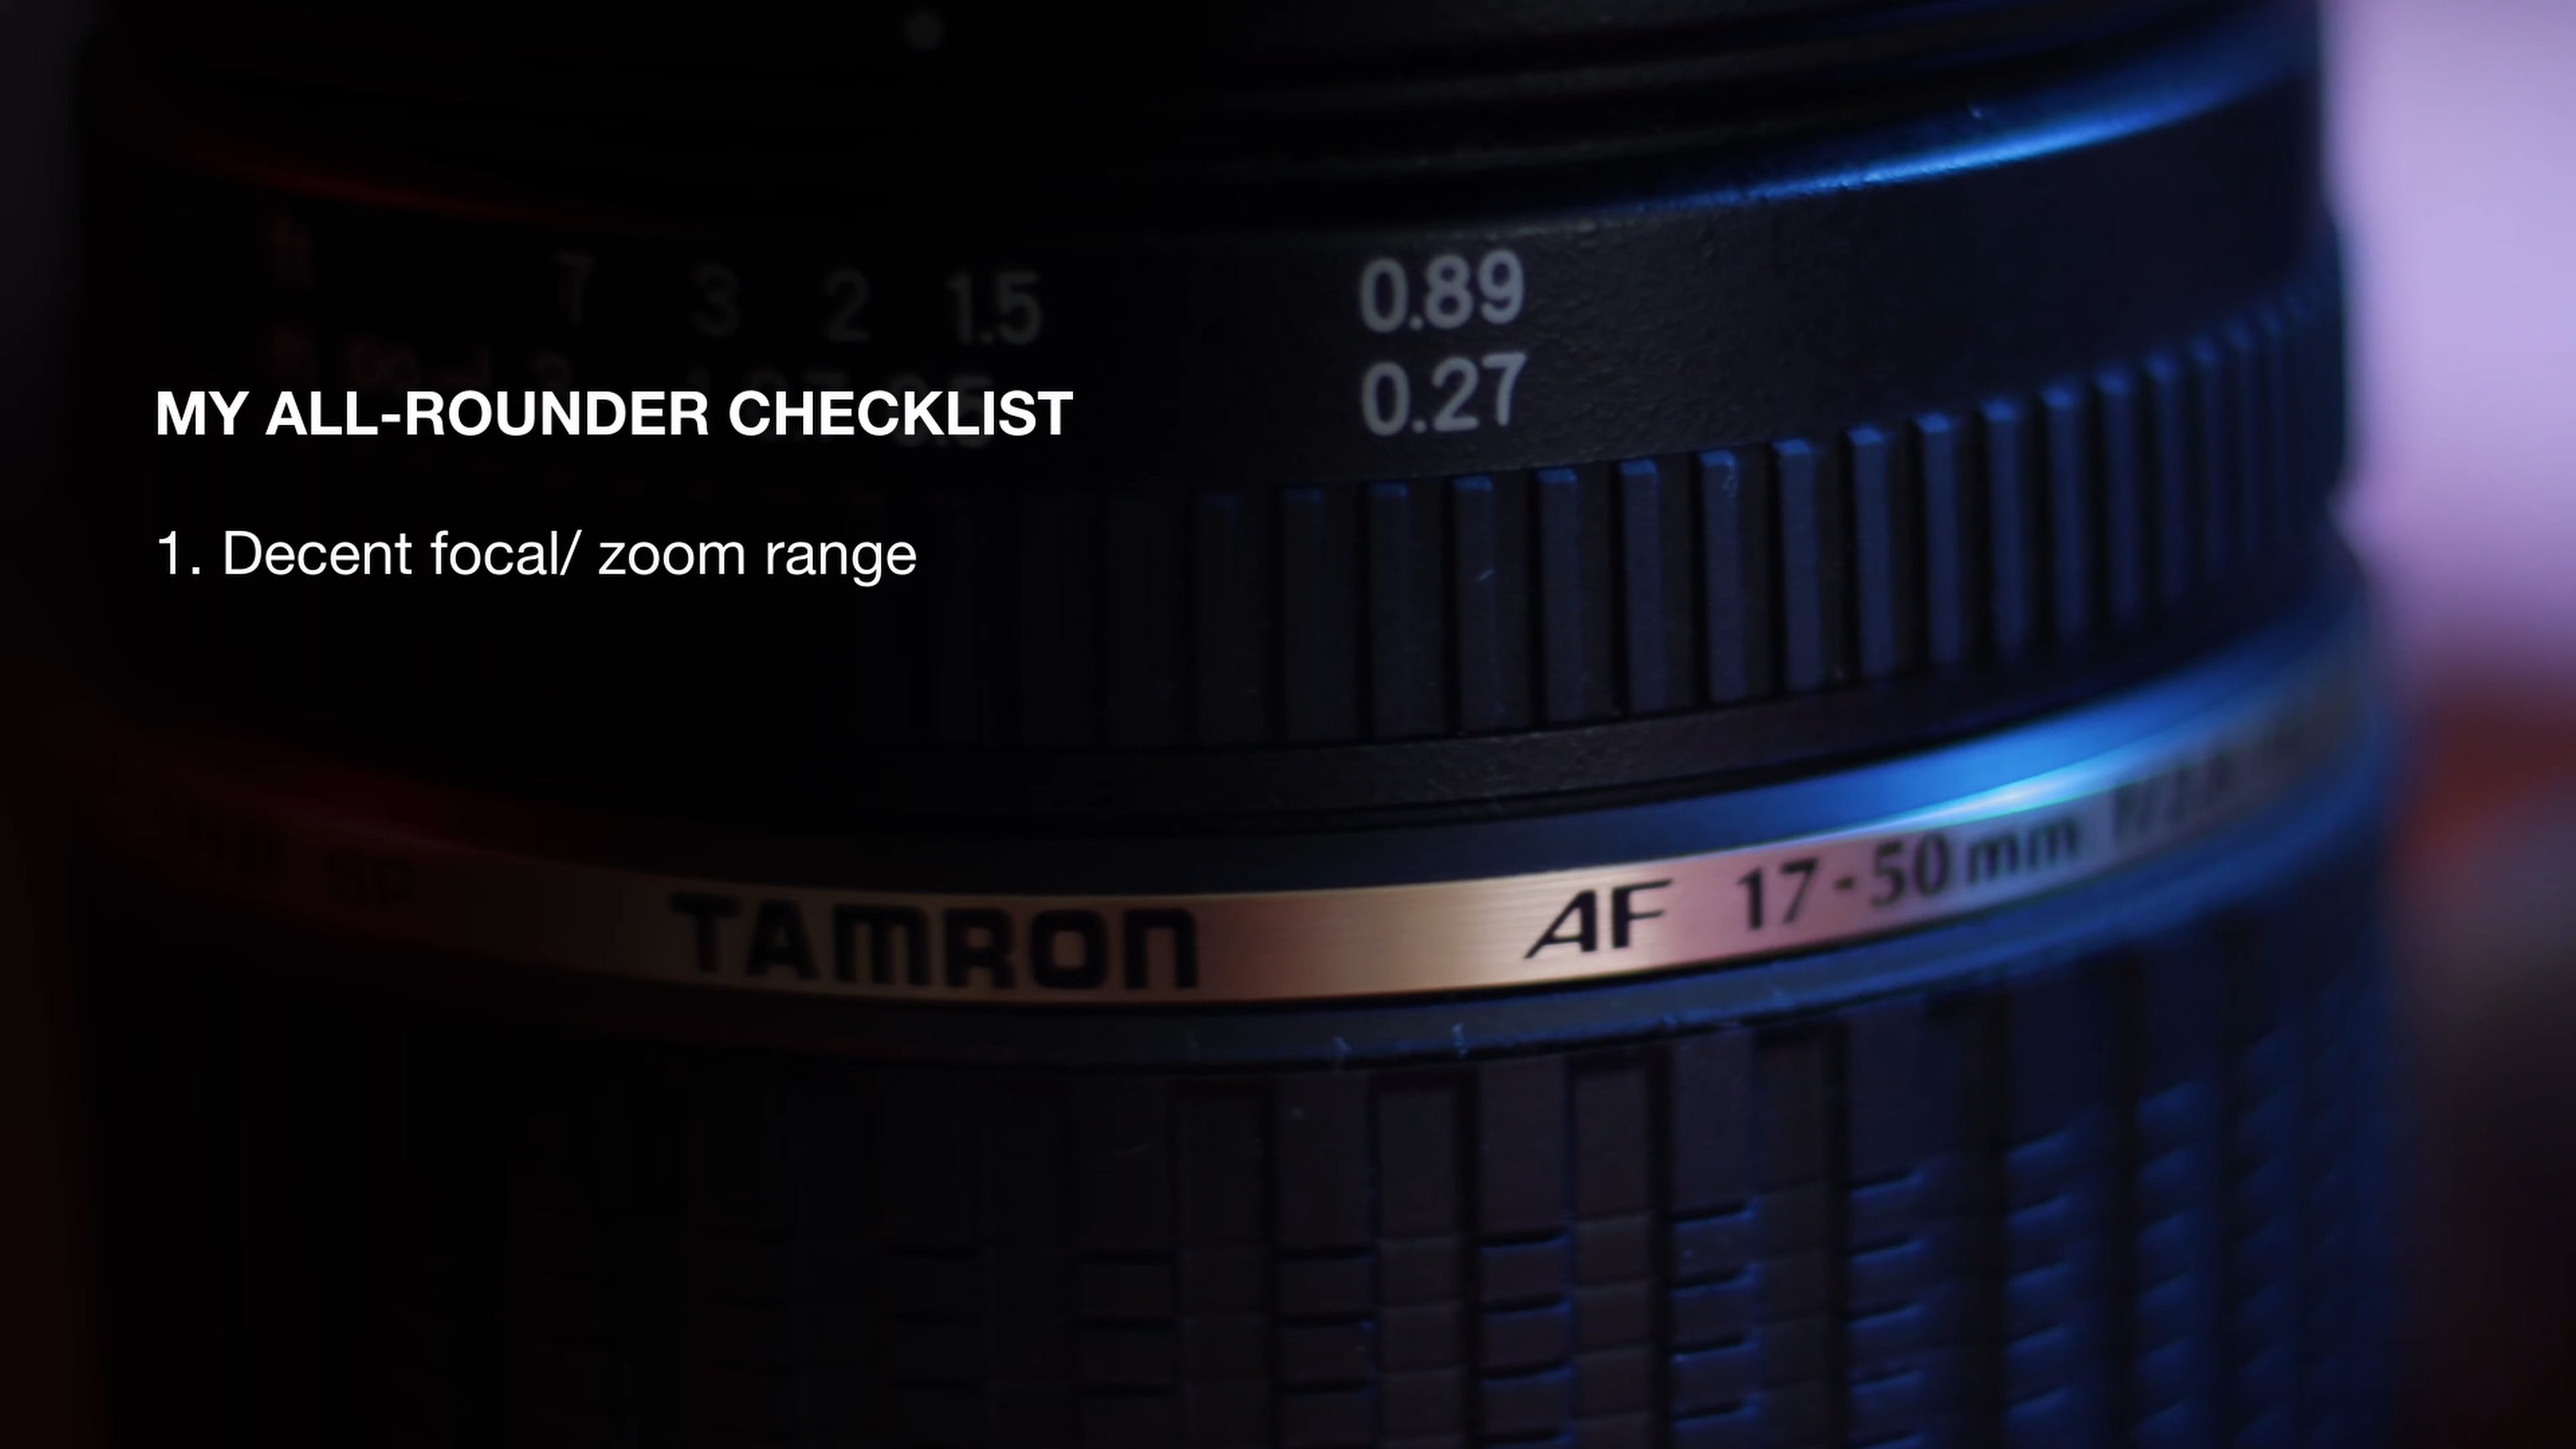 7 3 2 1.5 0.89
0.27
MY ALL-ROUNDER CHECKLIST
1. Decent focal/ zoom range
SP TAMRON AF 17-50mm